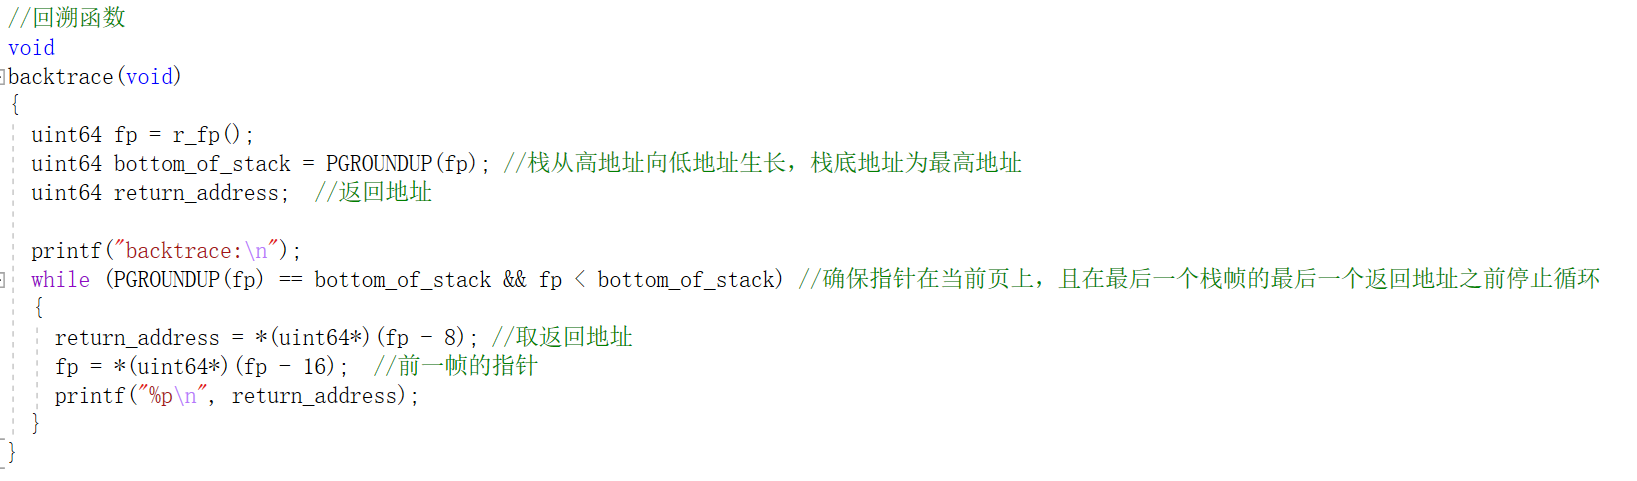 //回溯函数
void
backtrace(void)
{
  uint64 fp = r_fp();
  uint64 bottom_of_stack = PGROUNDUP(fp); //栈从高地址向低地址生长，栈底地址为最高地址
  uint64 return_address;  //返回地址

  printf("backtrace:\n");
  while (PGROUNDUP(fp) == bottom_of_stack && fp < bottom_of_stack) //确保指针在当前页上，且在最后一个栈帧的最后一个返回地址之前停止循环
  {
    return_address = *(uint64*)(fp - 8); //取返回地址
    fp = *(uint64*)(fp - 16);  //前一帧的指针
    printf("%p\n", return_address);
  }
}